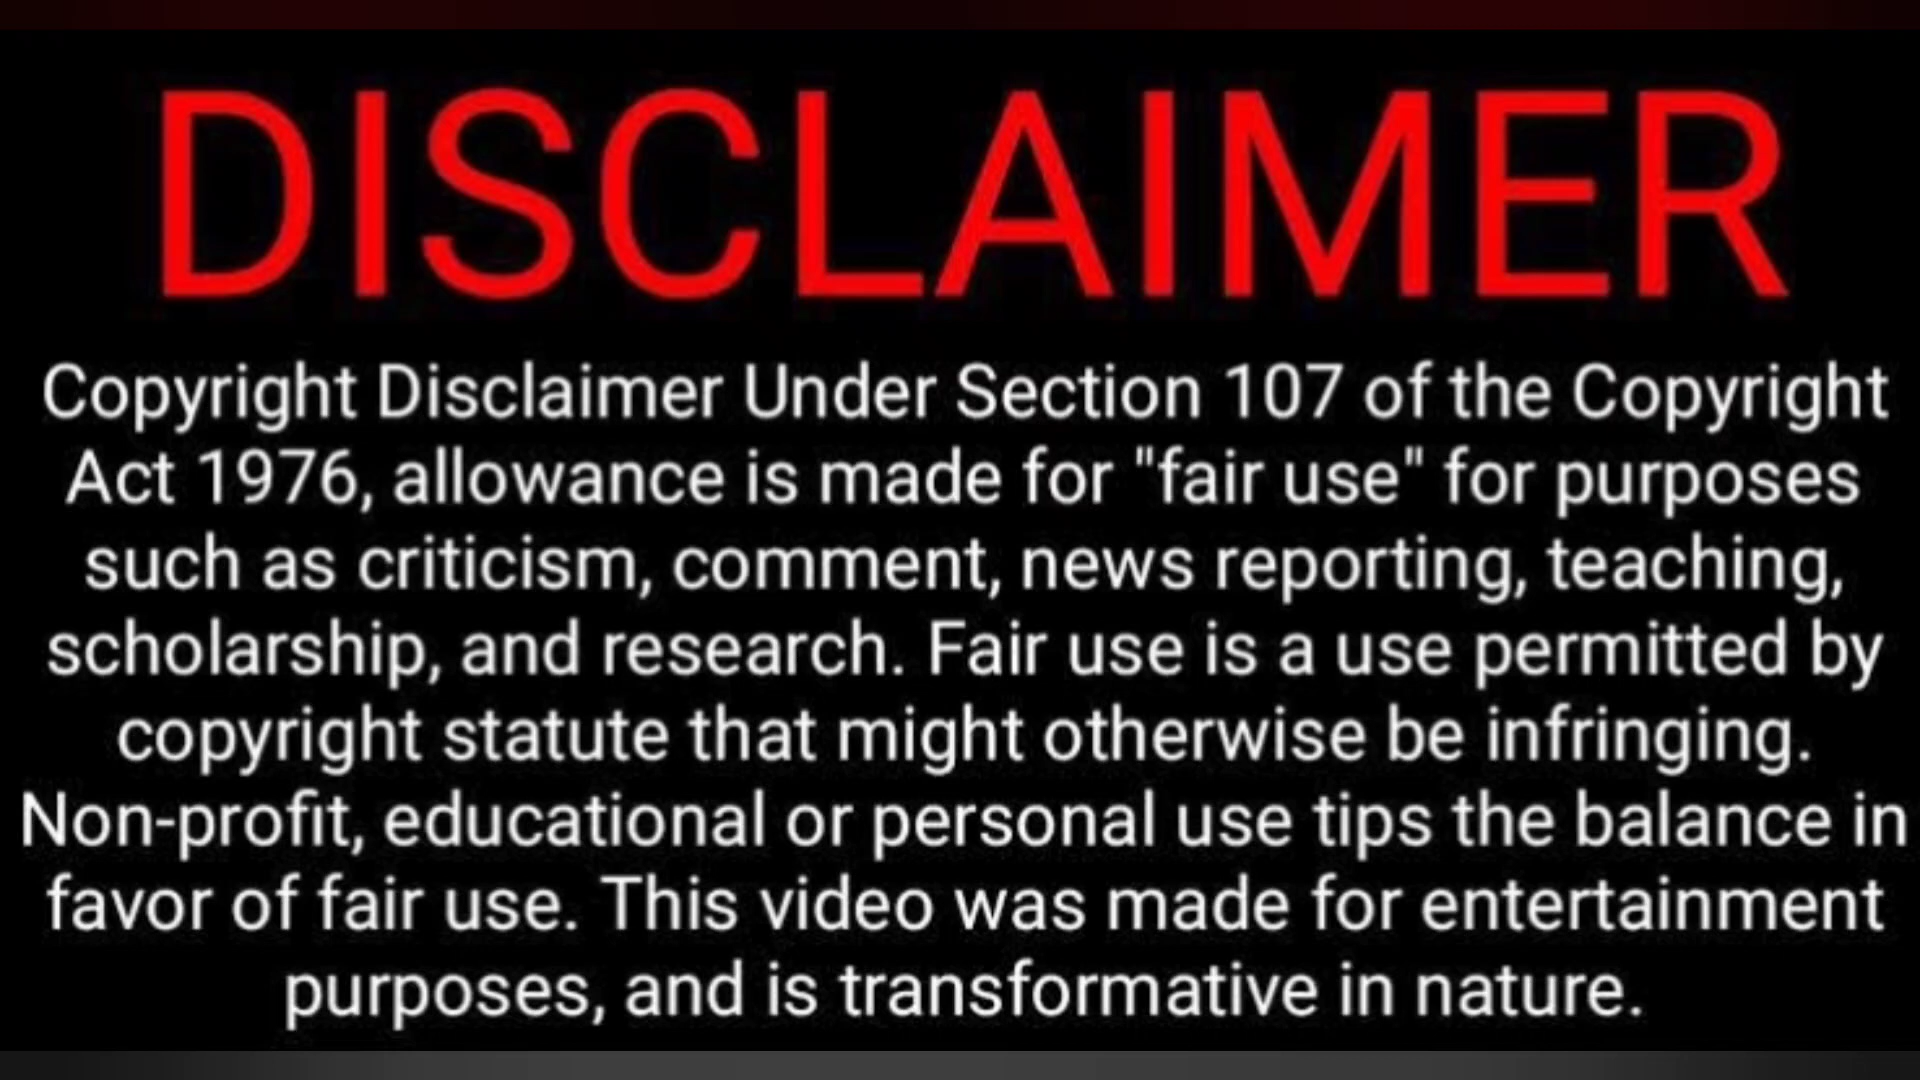 DISCLAIMER
Copyright Disclaimer Under Section 107 of the Copyright
Act 1976, allowance is made for "fair use" for purposes
such as criticism, comment, news reporting, teaching,
scholarship, and research. Fair use is a use permitted by
copyright statute that might otherwise be infringing.
Non-profit, educational or personal use tips the balance in
favor of fair use. This video was made for entertainment
purposes, and is transformative in nature.